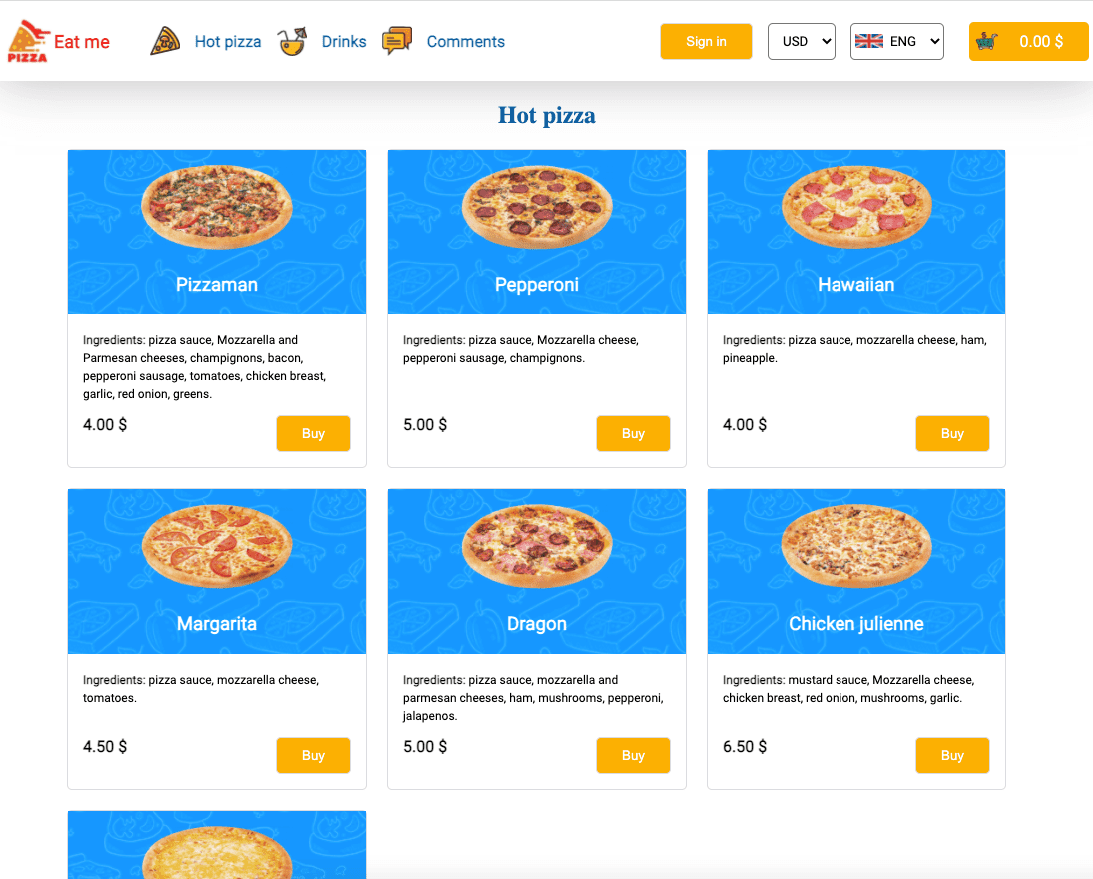 PIZZA
Eat me
Hot pizza
Drinks
Comments
Sign in
USD
ENG
0.00 $
Hot pizza
Pizzaman
Ingredients: pizza sauce, Mozzarella and
Parmesan cheeses, champignons, bacon,
pepperoni sausage, tomatoes, chicken breast,
garlic, red onion, greens.
4.00 $
Buy
Pepperoni
Ingredients: pizza sauce, Mozzarella cheese,
pepperoni sausage, champignons.
5.00 $
Buy
Hawaiian
Ingredients: pizza sauce, mozzarella cheese, ham,
pineapple.
4.00 $
Buy
Margarita
Ingredients: pizza sauce, mozzarella cheese,
tomatoes.
4.50 $
Buy
Dragon
Ingredients: pizza sauce, mozzarella and
parmesan cheeses, ham, mushrooms, pepperoni,
jalapenos.
5.00 $
Buy
Chicken julienne
Ingredients: mustard sauce, Mozzarella cheese,
chicken breast, red onion, mushrooms, garlic.
6.50 $
Buy